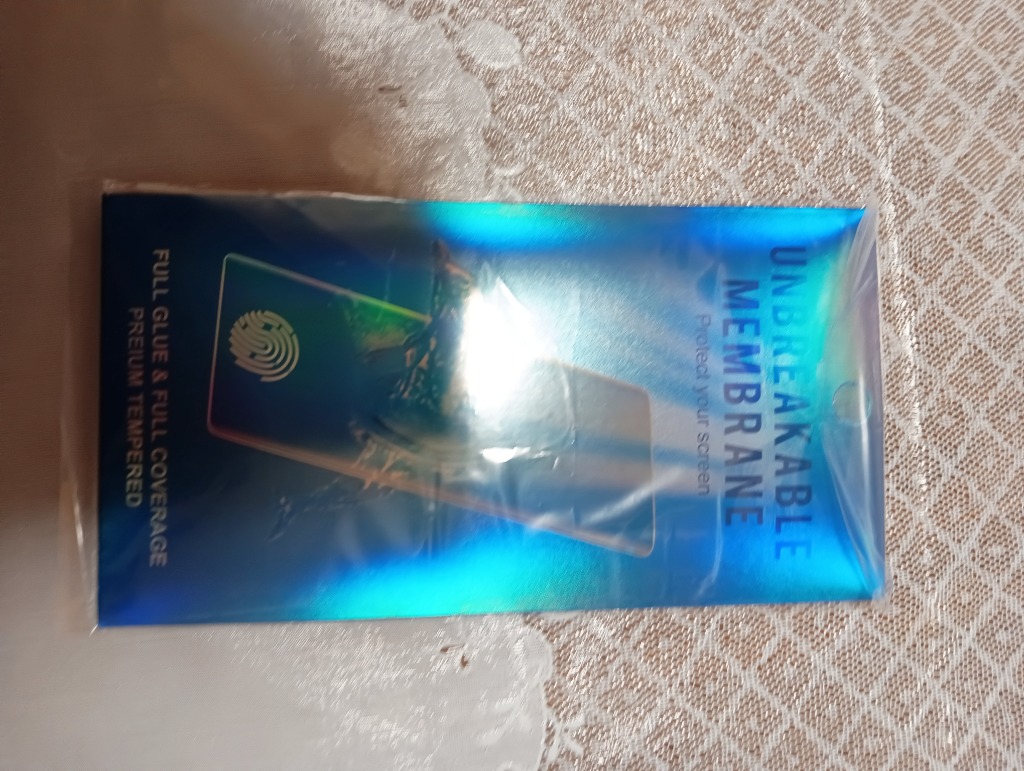 UNBREAKABLE
MEMBRANE
Protect your screen
FULL GLUE & FULL COVERAGE
PREIUM TEMPERED